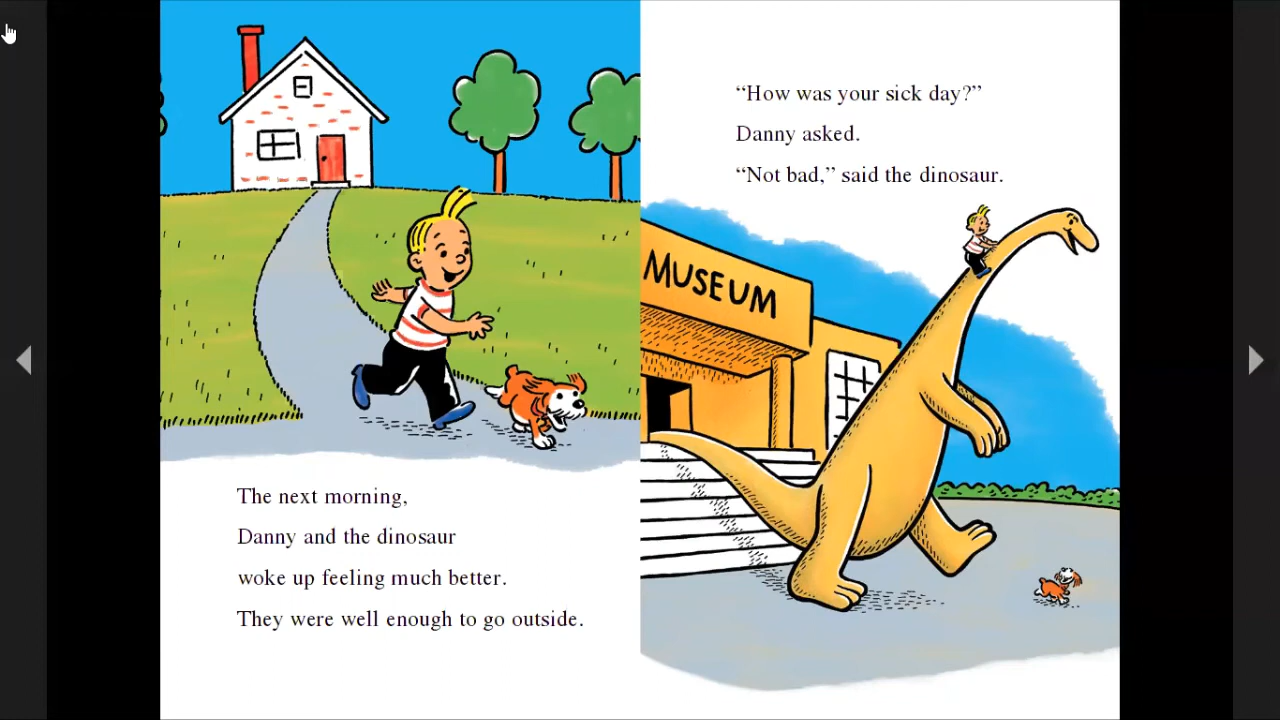 The next morning,
Danny and the dinosaur
woke up feeling much better.
They were well enough to go outside.
“How was your sick day?”
Danny asked.
“Not bad,” said the dinosaur.
MUSEUM